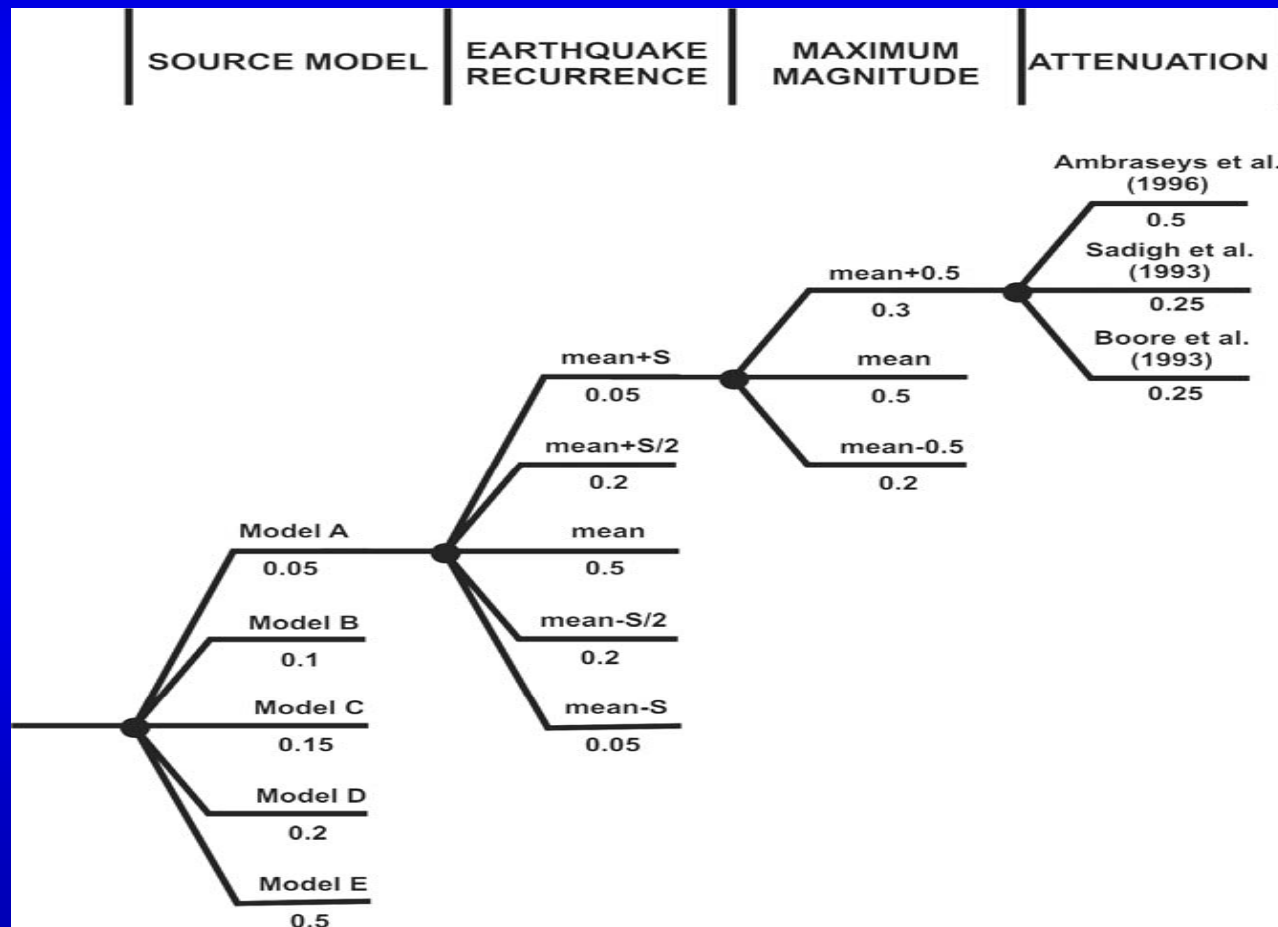 SOURCE MODEL
EARTHQUAKE
RECURRENCE
MAXIMUM
MAGNITUDE
ATTENUATION
Ambraseys et al.
(1996)
0.5
Sadigh et al.
(1993)
0.25
Boore et al.
(1993)
0.25
mean+0.5
0.3
mean
0.5
mean-0.5
0.2
mean+S
0.05
mean+S/2
0.2
mean
0.5
mean-S/2
0.2
mean-S
0.05
Model A
0.05
Model B
0.1
Model C
0.15
Model D
0.2
Model E
0.5